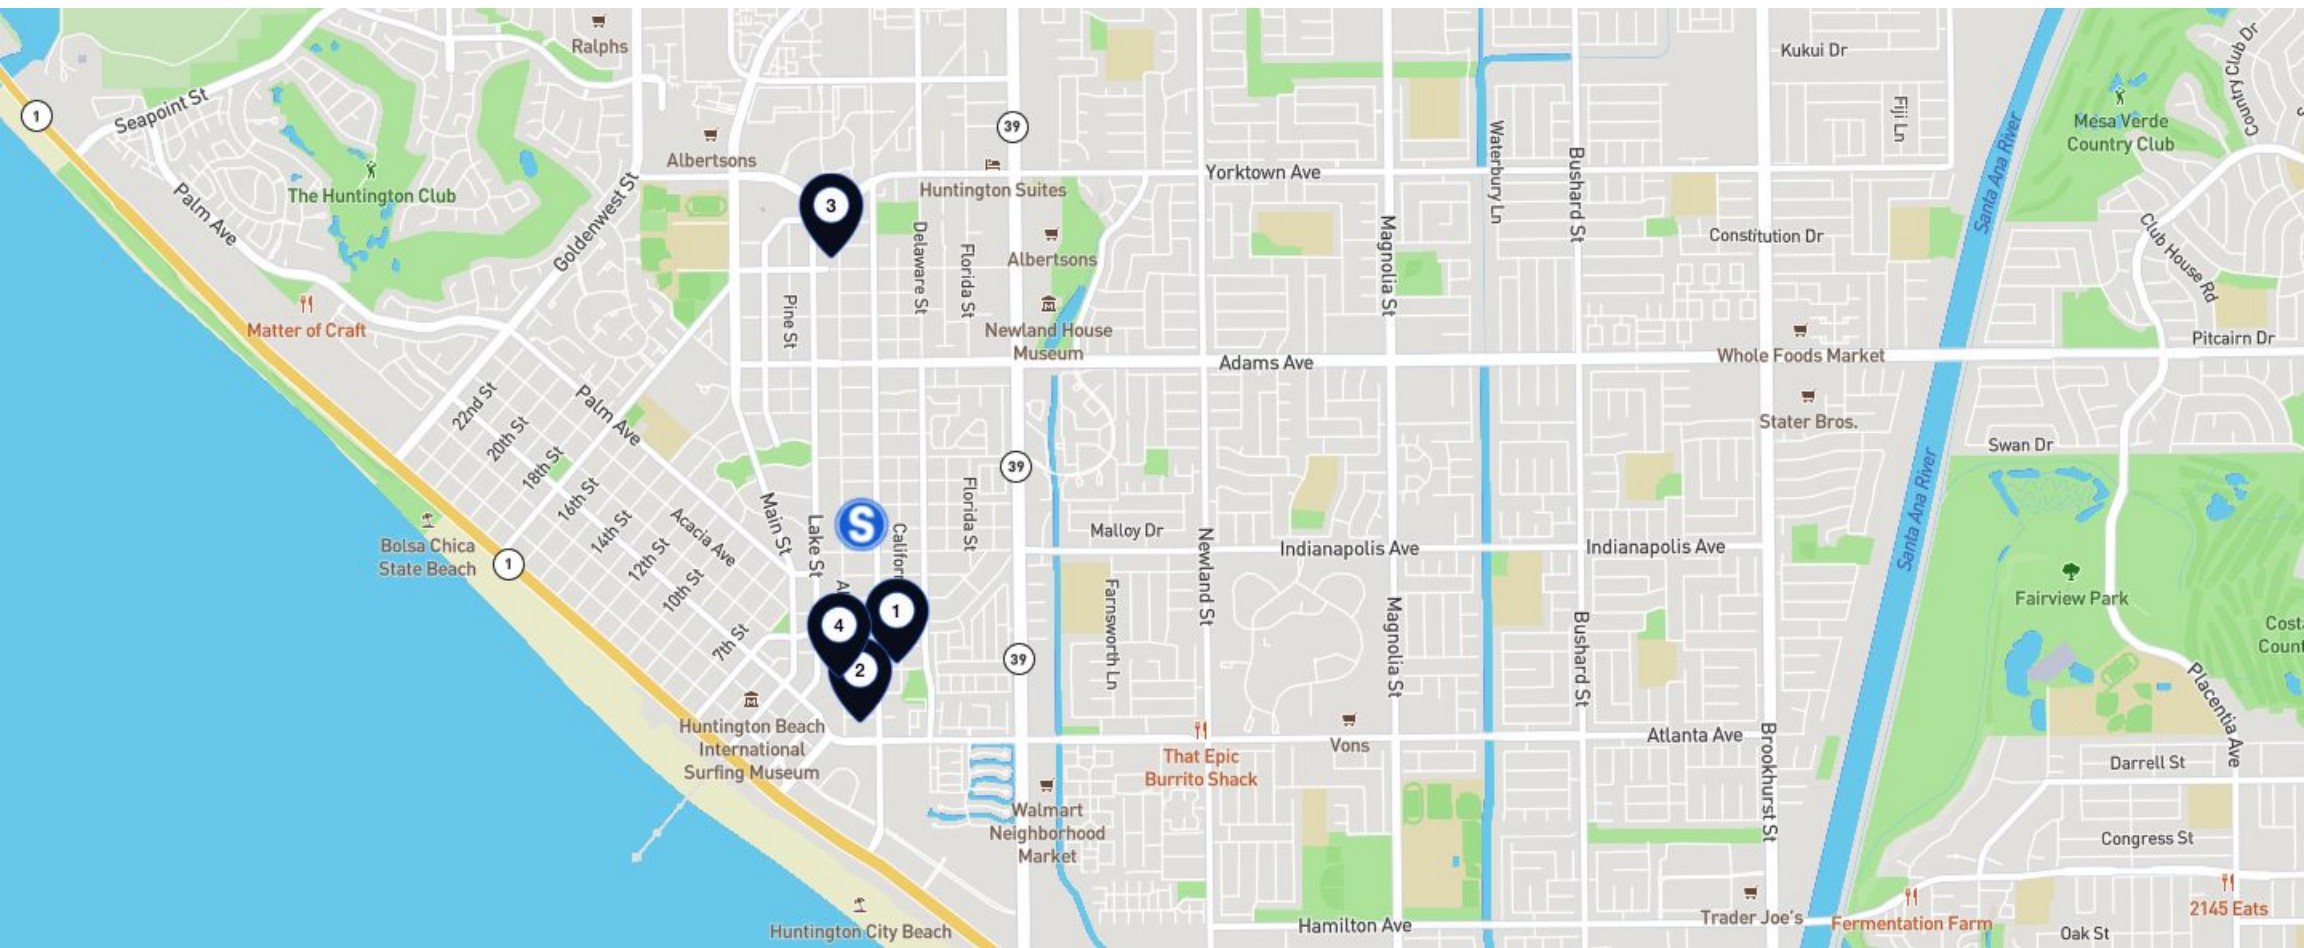 Ralphs
Kukui Dr
Country Club Dr
Seapoint St
1
39
Albertsons
Waterbury Ln
Fiji Ln
Mesa Verde
Country Club
Santa Ana River
The Huntington Club
Palm Ave
Goldenwest St
3
Huntington Suites
Yorktown Ave
Bushard St
Magnolia St
Constitution Dr
Club House Rd
Delaware St
Florida St
Albertsons
Matter of Craft
Pine St
Newland House
Museum
Adams Ave
Whole Foods Market
Pitcairn Dr
22nd St
20th St
18th St
16th St
14th St
12th St
10th St
7th St
Palm Ave
Acacia Ave
Stater Bros.
Swan Dr
Santa Ana River
39
Main St
Lake St
S
Florida St
Malloy Dr
Newland St
Indianapolis Ave
Indianapolis Ave
Bolsa Chica
State Beach
1
4
1
2
39
Farnsworth Ln
Magnolia St
Bushard St
Fairview Park
Placentia Ave
Huntington Beach
International
Surfing Museum
That Epic
Burrito Shack
Vons
Atlanta Ave
Brookhurst St
Darrell St
Walmart
Neighborhood
Market
Congress St
Huntington City Beach
Hamilton Ave
Trader Joe's
Fermentation Farm
2145 Eats
Oak St